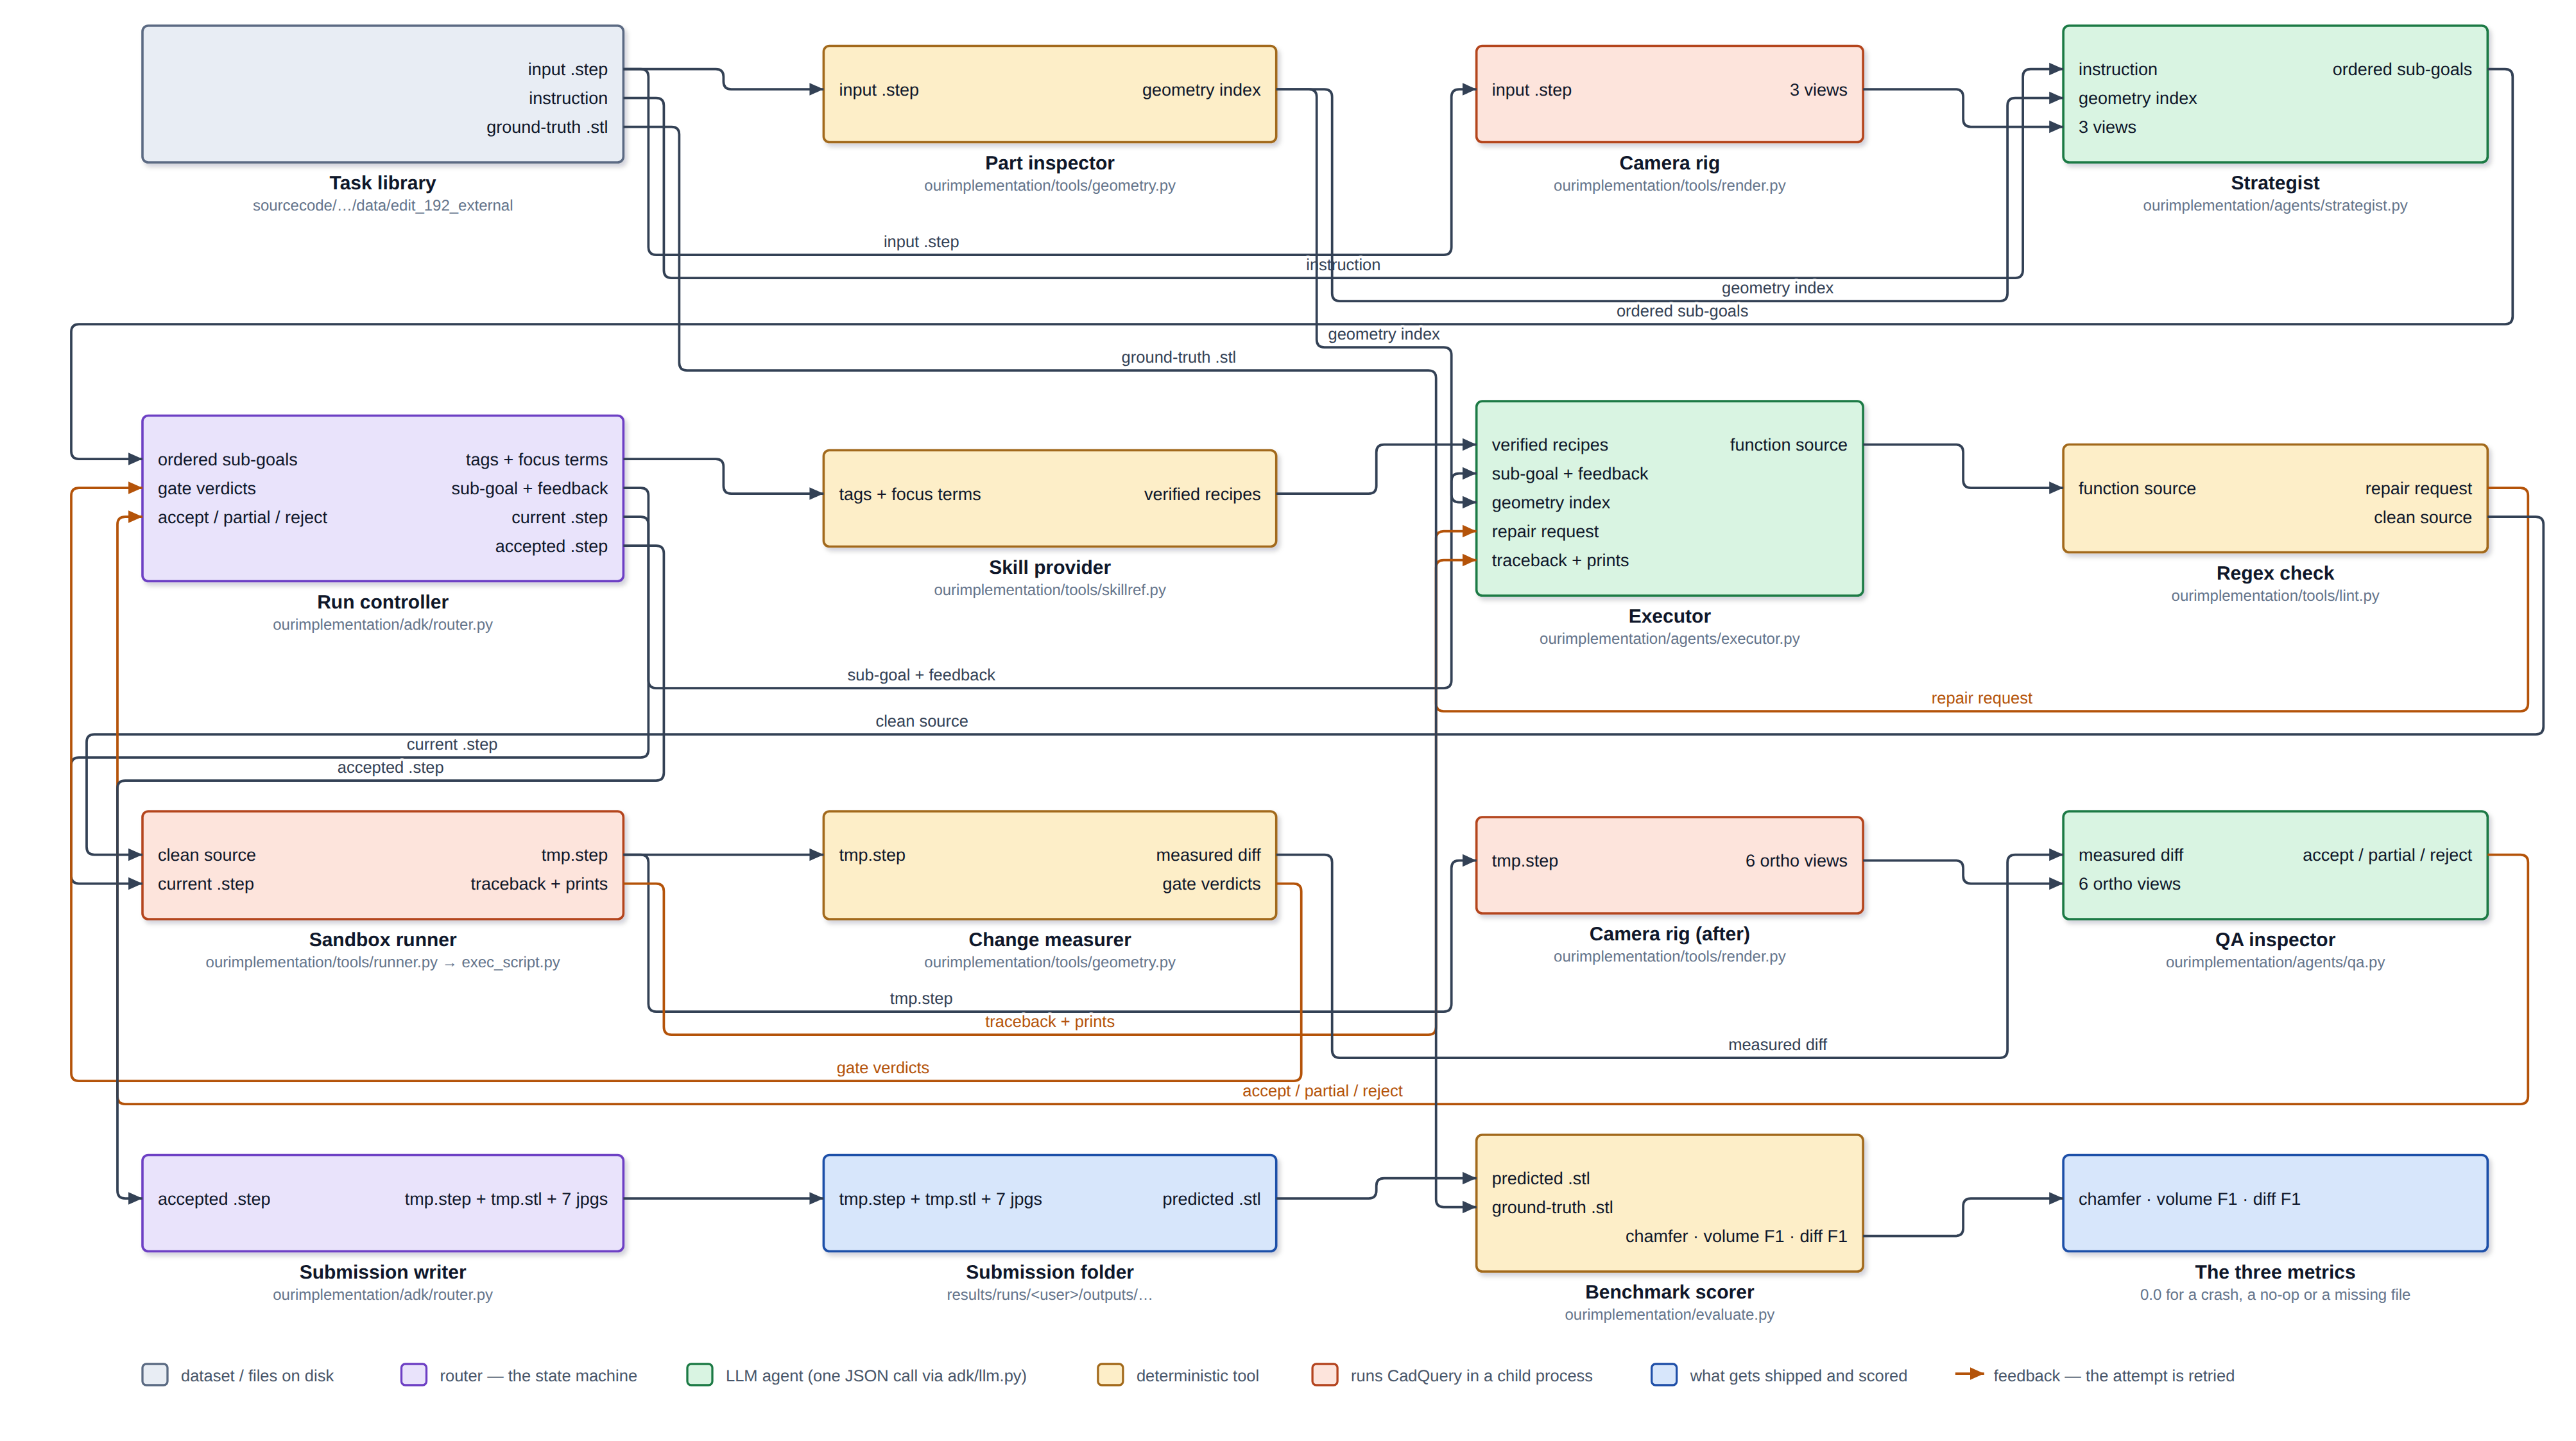 input .step
instruction
ground-truth .stl
Task library
sourcecode/…/data/edit_192_external
input .step
geometry index
Part inspector
ourimplementation/tools/geometry.py
input .step
3 views
Camera rig
ourimplementation/tools/render.py
instruction
geometry index
3 views
ordered sub-goals
Strategist
ourimplementation/agents/strategist.py
input .step
instruction
geometry index
ordered sub-goals
geometry index
ground-truth .stl
ordered sub-goals
gate verdicts
accept / partial / reject
tags + focus terms
sub-goal + feedback
current .step
accepted .step
Run controller
ourimplementation/adk/router.py
tags + focus terms
verified recipes
Skill provider
ourimplementation/tools/skillref.py
verified recipes
sub-goal + feedback
geometry index
repair request
traceback + prints
function source
Executor
ourimplementation/agents/executor.py
function source
repair request
clean source
Regex check
ourimplementation/tools/lint.py
sub-goal + feedback
repair request
clean source
current .step
accepted .step
clean source
current .step
tmp.step
traceback + prints
Sandbox runner
ourimplementation/tools/runner.py → exec_script.py
tmp.step
measured diff
gate verdicts
Change measurer
ourimplementation/tools/geometry.py
tmp.step
6 ortho views
Camera rig (after)
ourimplementation/tools/render.py
measured diff
6 ortho views
accept / partial / reject
QA inspector
ourimplementation/agents/qa.py
tmp.step
traceback + prints
measured diff
gate verdicts
accept / partial / reject
accepted .step
tmp.step + tmp.stl + 7 jpgs
Submission writer
ourimplementation/adk/router.py
tmp.step + tmp.stl + 7 jpgs
predicted .stl
Submission folder
results/runs/<user>/outputs/…
predicted .stl
ground-truth .stl
chamfer · volume F1 · diff F1
Benchmark scorer
ourimplementation/evaluate.py
chamfer · volume F1 · diff F1
The three metrics
0.0 for a crash, a no-op or a missing file
dataset / files on disk
router — the state machine
LLM agent (one JSON call via adk/llm.py)
deterministic tool
runs CadQuery in a child process
what gets shipped and scored
feedback — the attempt is retried